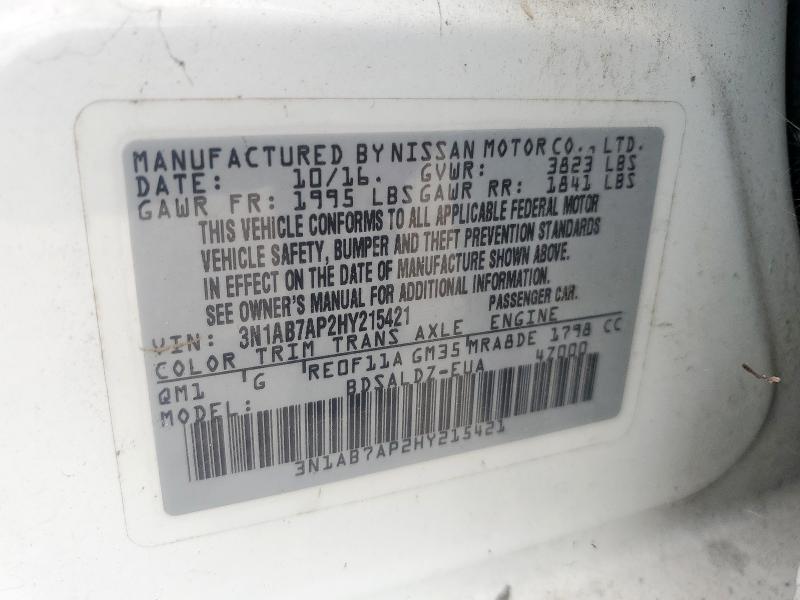 MANUFACTURED BY NISSAN MOTOR CO., LTD.
DATE: 10/16. GVWR: 3823 LBS
GAWR FR: 1995 LBS GAWR RR: 1841 LBS
THIS VEHICLE CONFORMS TO ALL APPLICABLE FEDERAL MOTOR
VEHICLE SAFETY, BUMPER AND THEFT PREVENTION STANDARDS
IN EFFECT ON THE DATE OF MANUFACTURE SHOWN ABOVE.
SEE OWNER'S MANUAL FOR ADDITIONAL INFORMATION.
VIN: 3N1AB7AP2HY215421 PASSENGER CAR.
COLOR TRIM TRANS AXLE ENGINE
QM1 G RE0F11A GM35 MRA8DE 1798 CC
MODEL: BDSALDZ-EUA 47000
3N1AB7AP2HY215421